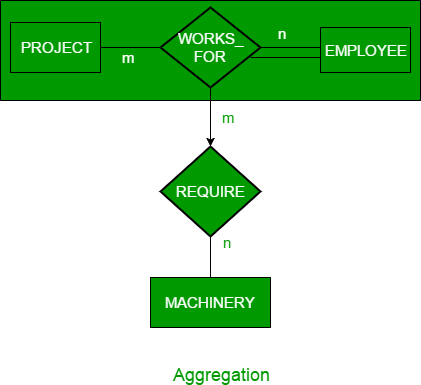 PROJECT
m
WORKS_
FOR
n
EMPLOYEE
m
REQUIRE
n
MACHINERY
Aggregation